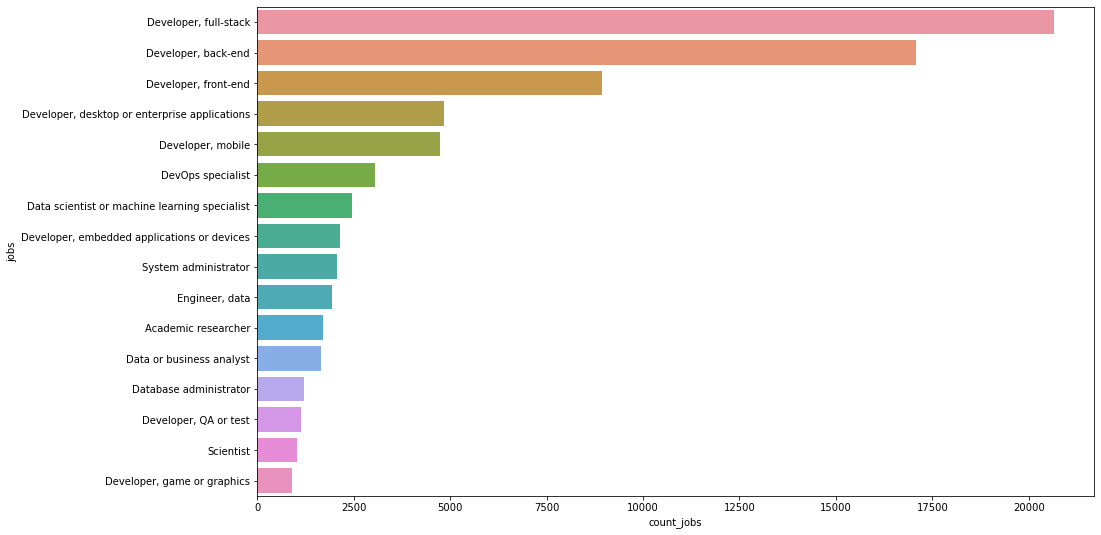 Developer, full-stack
Developer, back-end
Developer, front-end
Developer, desktop or enterprise applications
Developer, mobile
DevOps specialist
Data scientist or machine learning specialist
Developer, embedded applications or devices
jobs
System administrator
Engineer, data
Academic researcher
Data or business analyst
Database administrator
Developer, QA or test
Scientist
Developer, game or graphics
0 2500 5000 7500 10000 12500 15000 17500 20000
count_jobs